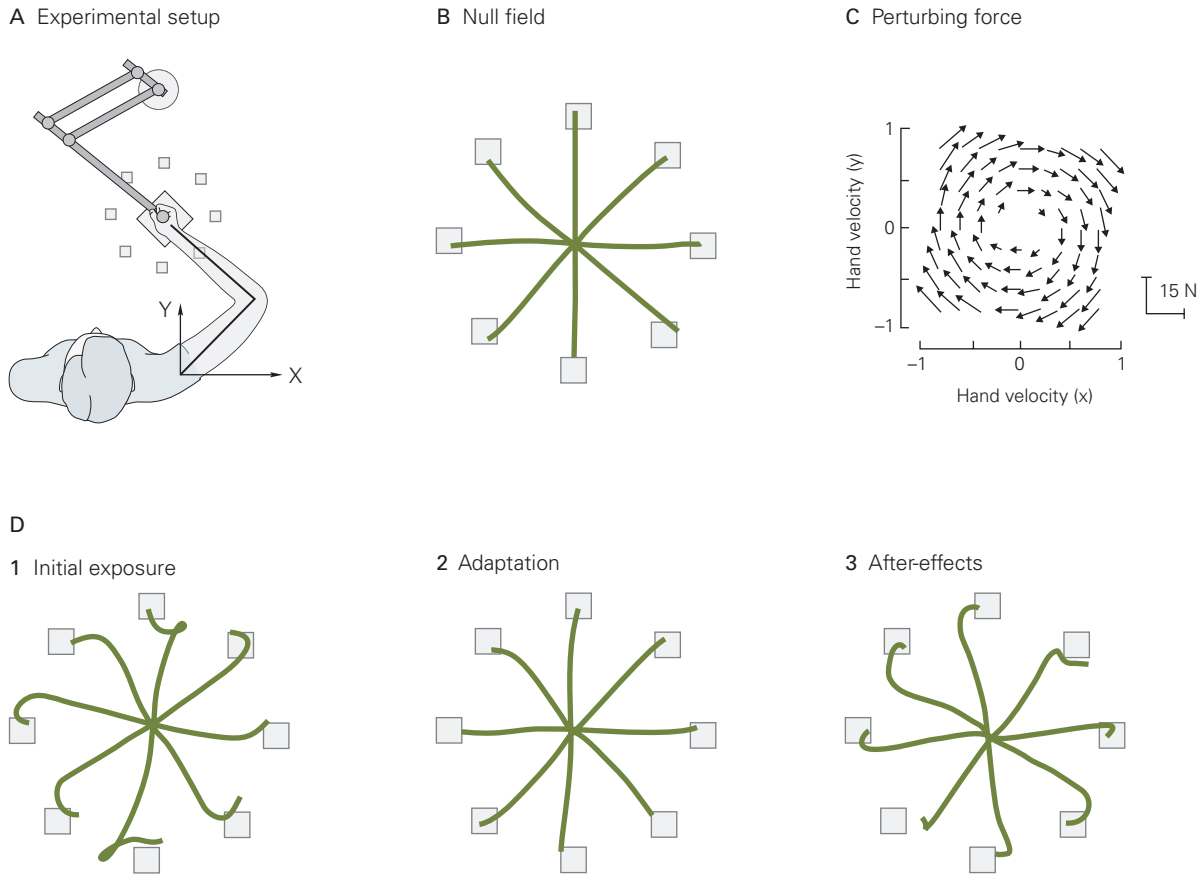 A Experimental setup
B Null field
C Perturbing force
Y
X
Hand velocity (y)
1
0
–1
15 N
–1
0
1
Hand velocity (x)
D
1 Initial exposure
2 Adaptation
3 After-effects